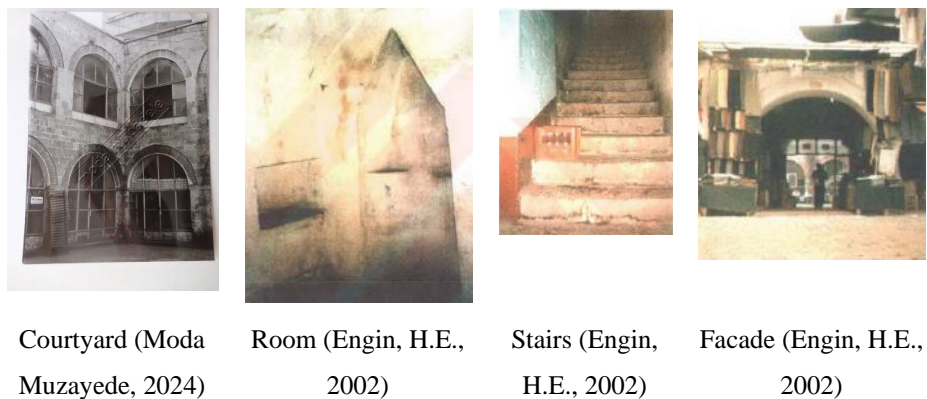 Courtyard (Moda
Muzayede, 2024)
Room (Engin, H.E.,
2002)
Stairs (Engin,
H.E., 2002)
Facade (Engin, H.E.,
2002)